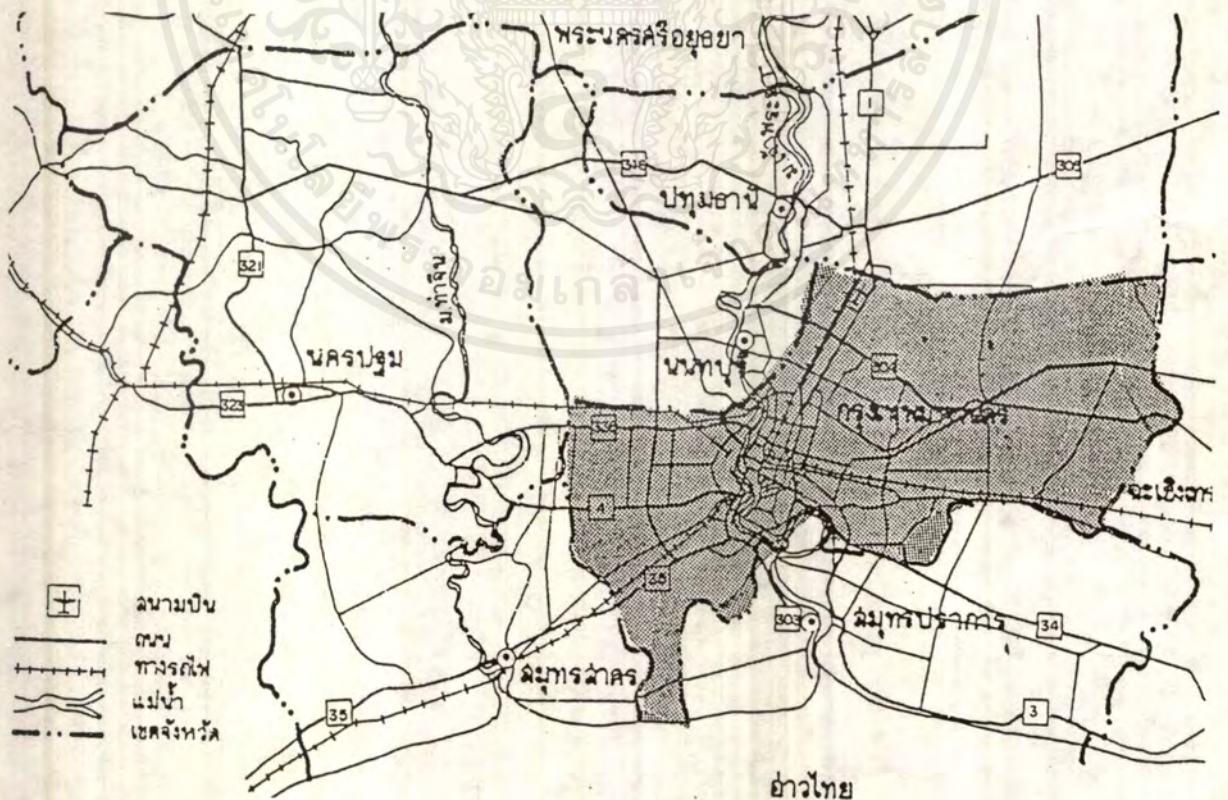 พระนครศรีอยุธยา
1
346
305
ปทุมธานี
321
ม.ท่าจีน
นครปฐม
นนทบุรี
304
323
กรุงเทพมหานคร
338
4
ฉะเชิงเทรา
35
303
สมุทรปราการ
34
สมุทรสาคร
35
3
อ่าวไทย
สนามบิน
ถนน
ทางรถไฟ
แม่น้ำ
เขตจังหวัด